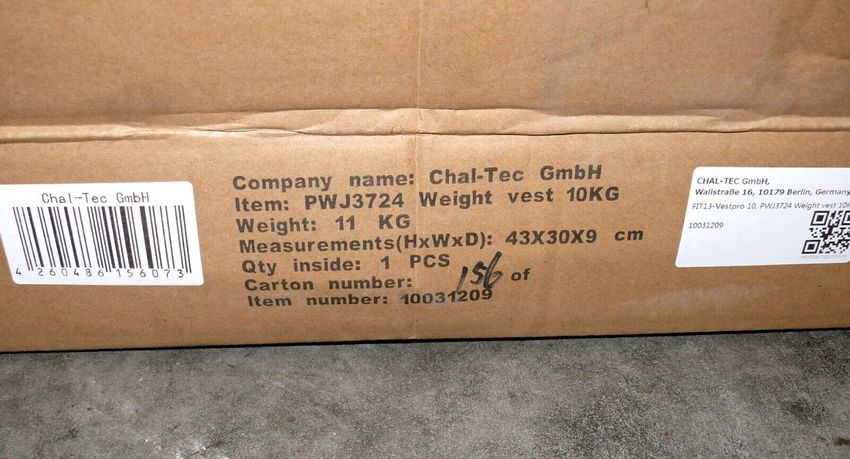 Chal-Tec GmbH
4 260486 156073
Company name: Chal-Tec GmbH
Item: PWJ3724 Weight vest 10KG
Weight: 11 KG
Measurements(HxWxD): 43X30X9 cm
Qty inside: 1 PCS
Carton number: 156 of
Item number: 10031209
CHAL-TEC GmbH,
Wallstraße 16, 10179 Berlin, Germany
FIT13-Vestpro 10, PWJ3724 Weight vest
10031209